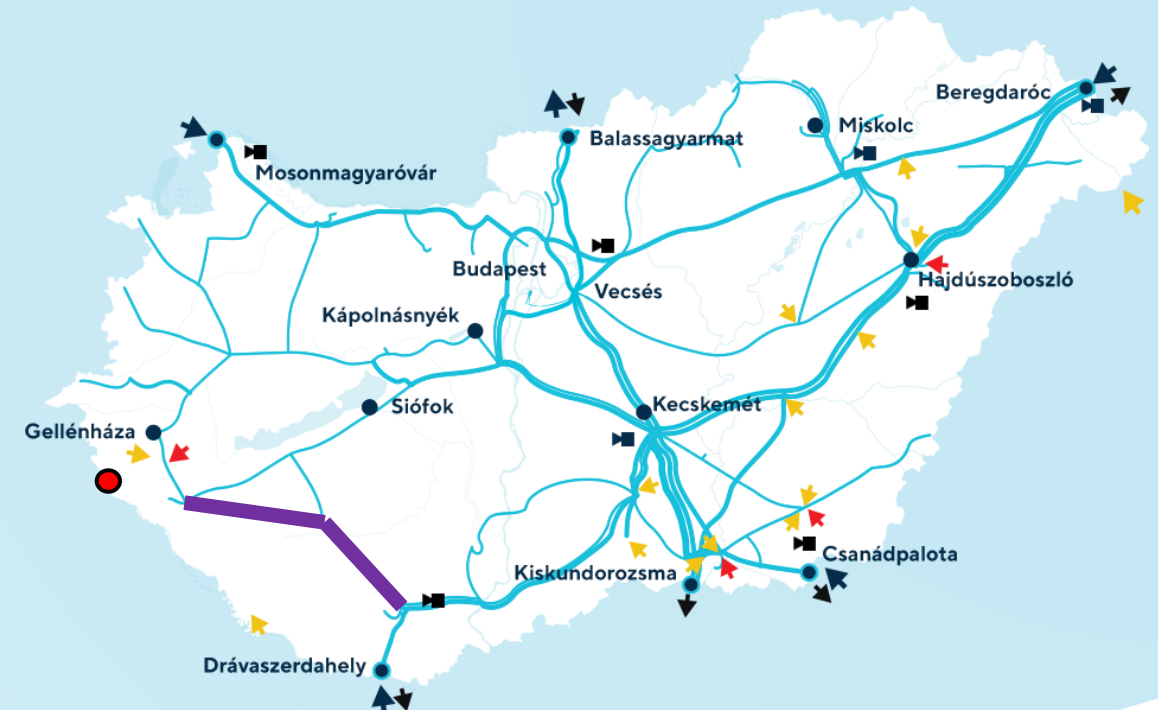 Beregdaróc
Miskolc
Balassagyarmat
Mosonmagyaróvár
Budapest
Hajdúszoboszló
Vecsés
Kápolnásnyék
Siófok
Kecskemét
Gellénháza
Csanádpalota
Kiskundorozsma
Drávaszerdahely